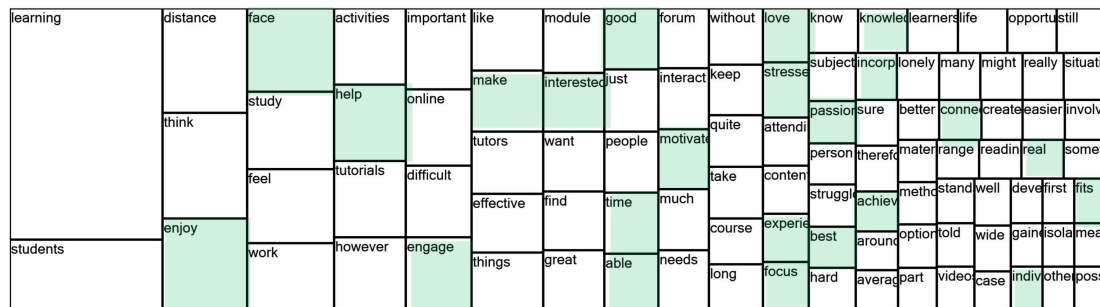 learning
students
distance
think
enjoy
face
study
feel
work
activities
help
tutorials
however
important
online
difficult
engage
like
make
tutors
effective
things
module
interested
want
find
great
good
just
people
time
able
forum
interact
motivate
much
needs
without
keep
quite
take
course
long
love
stresse
attendi
conten
experie
focus
know
subject
passion
person
struggl
best
hard
knowled
incorp
sure
therefo
achiev
around
averag
learners
lonely
better
mater
metho
option
part
life
many
conne
range
stand
told
videos
might
create
readin
well
wide
case
opportu
really
easier
real
deve
gaine
indiv
first
isola
other
still
situati
involv
some
fits
mea
poss